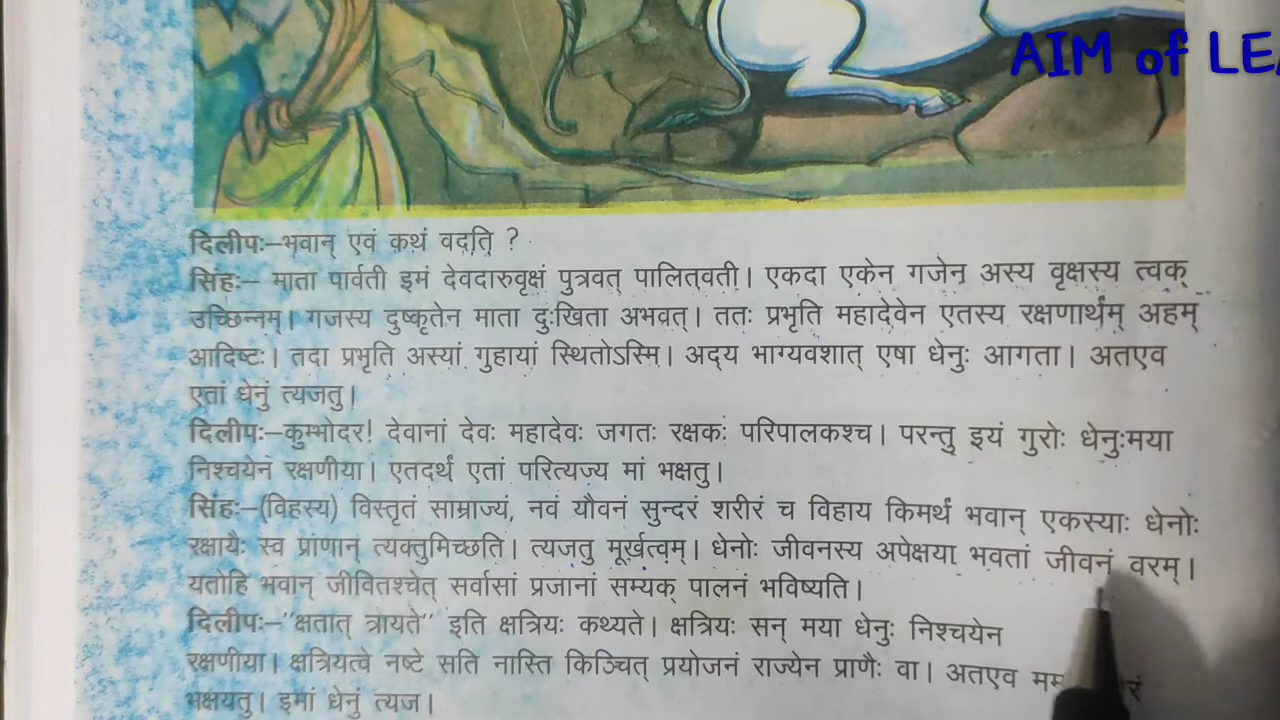 AIM of LE
दिलीपः–भवान् एवं कथं वदति ?
सिंहः– माता पार्वती इमं देवदारुवृक्षं पुत्रवत् पालितवती। एकदा एकेन गजेन अस्य वृक्षस्य त्वक्
उच्छिन्नम्। गजस्य दुष्कृतेन माता दुःखिता अभवत्। ततः प्रभृति महादेवेन एतस्य रक्षणार्थम् अहम्
आदिष्टः। तदा प्रभृति अस्यां गुहायां स्थितोऽस्मि। अद्य भाग्यवशात् एषा धेनुः आगता। अतएव
एतां धेनुं त्यजतु।
दिलीपः–कुम्भोदर! देवानां देवः महादेवः जगतः रक्षकः परिपालकश्च। परन्तु इयं गुरोः धेनुःमया
निश्चयेन रक्षणीया। एतदर्थं एतां परित्यज्य मां भक्षतु।
सिंहः–(विहस्य) विस्तृतं साम्राज्यं, नवं यौवनं सुन्दरं शरीरं च विहाय किमर्थं भवान् एकस्याः धेनोः
रक्षायैः स्व प्राणान् त्यक्तुमिच्छति। त्यजतु मूर्खत्वम्। धेनोः जीवनस्य अपेक्षया भवतां जीवनं वरम्।
यतोहि भवान् जीवितश्चेत् सर्वासां प्रजानां सम्यक् पालनं भविष्यति।
दिलीपः–"क्षतात् त्रायते" इति क्षत्रियः कथ्यते। क्षत्रियः सन् मया धेनुः निश्चयेन
रक्षणीया। क्षत्रियत्वे नष्टे सति नास्ति किञ्चित् प्रयोजनं राज्येन प्राणैः वा। अतएव मम
भक्षयतु। इमां धेनुं त्यज।